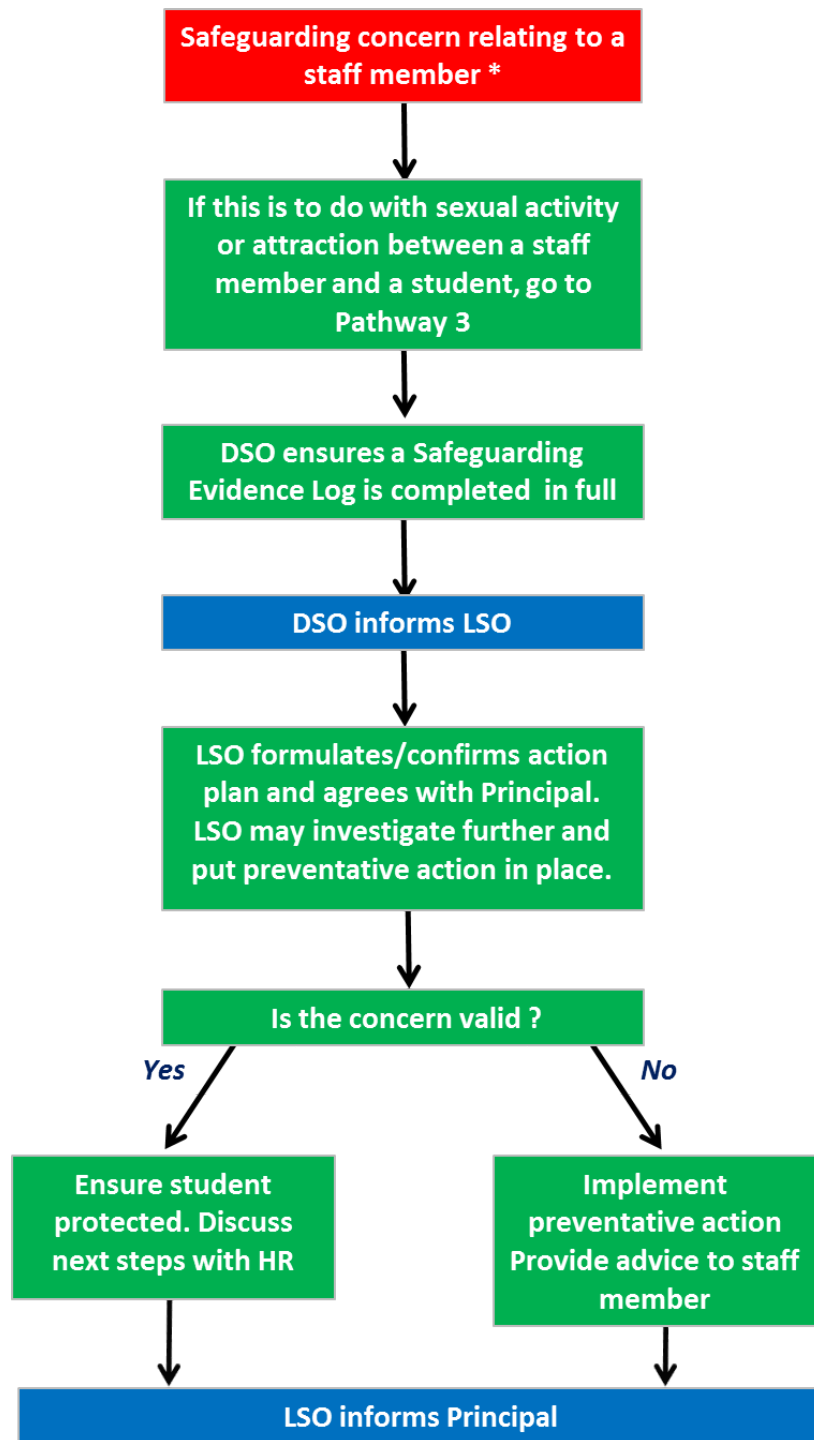 Safeguarding concern relating to a
staff member *
If this is to do with sexual activity
or attraction between a staff
member and a student, go to
Pathway 3
DSO ensures a Safeguarding
Evidence Log is completed  in full
DSO informs LSO
LSO formulates/confirms action
plan and agrees with Principal.
LSO may investigate further and
put preventative action in place.
Is the concern valid ?
Yes
No
Ensure student
protected. Discuss
next steps with HR
Implement
preventative action
Provide advice to staff
member
LSO informs Principal